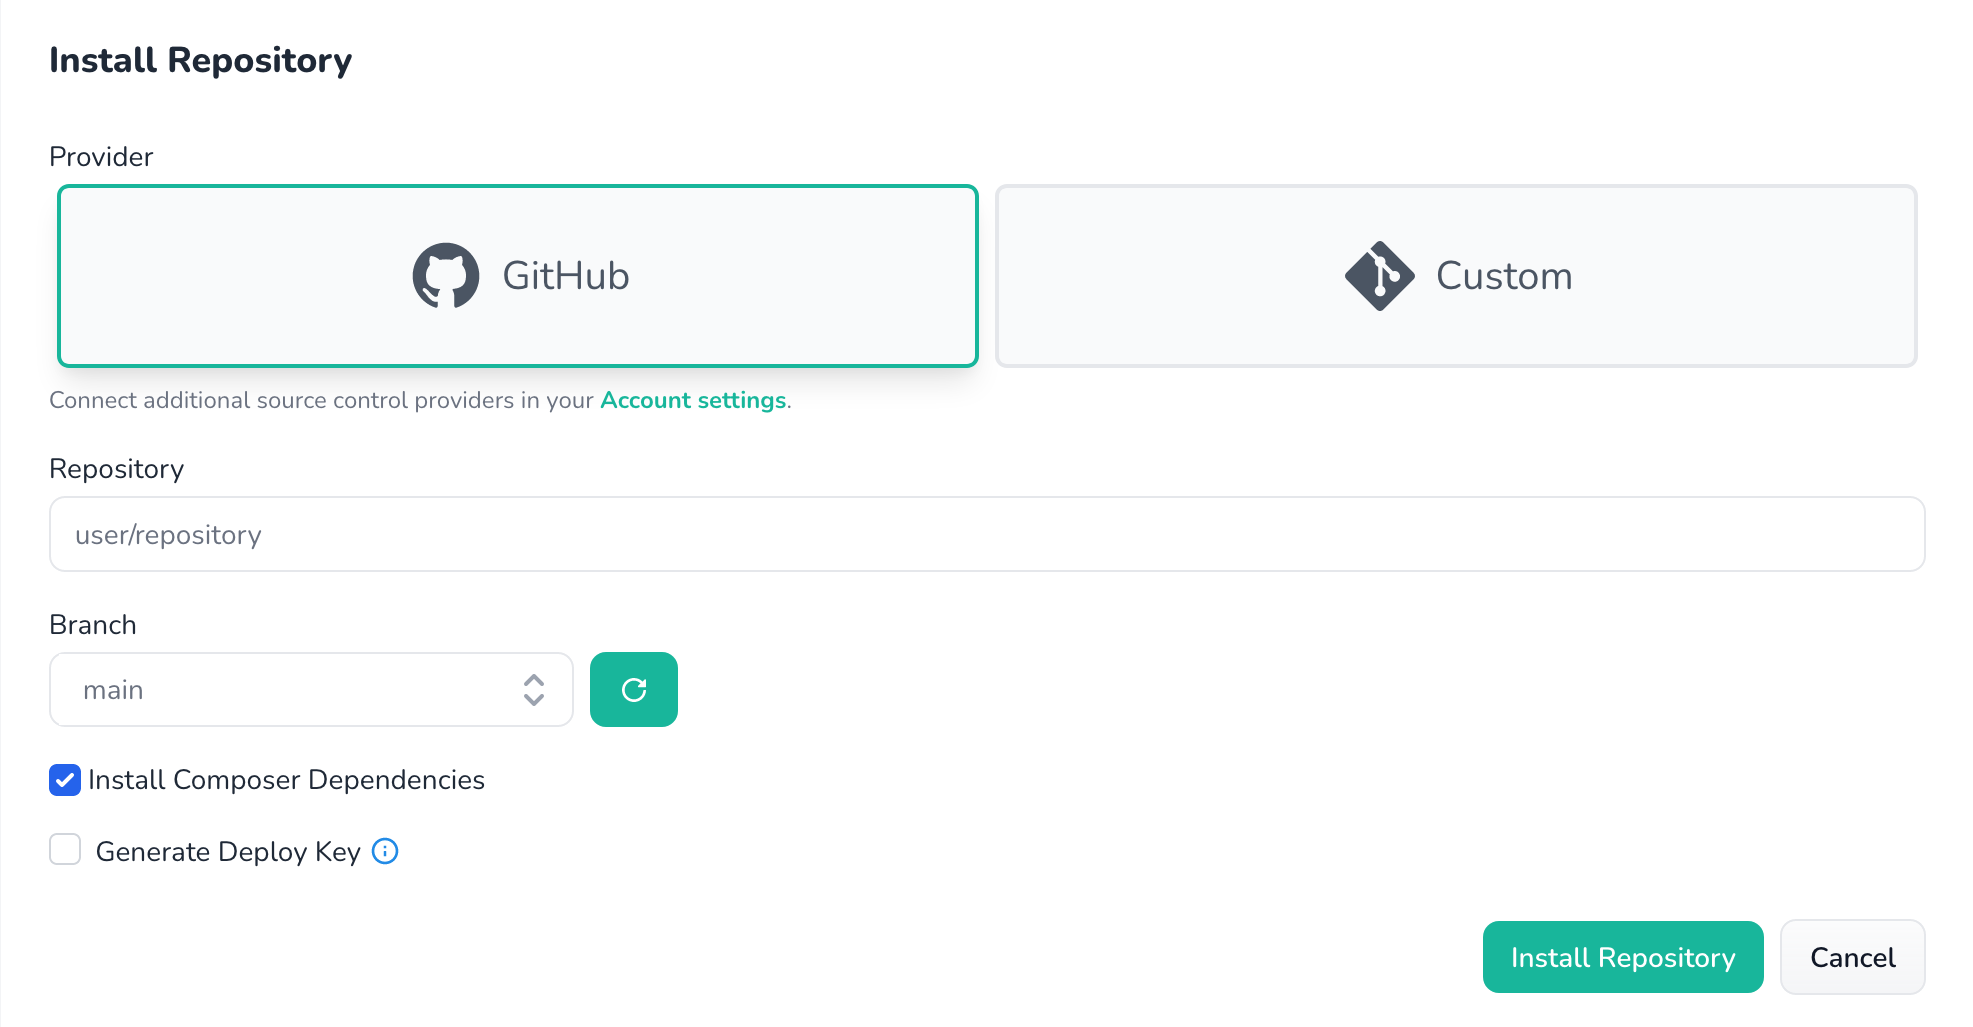 Install Repository
Provider
GitHub
Custom
Connect additional source control providers in your Account settings.
Repository
user/repository
Branch
main
Install Composer Dependencies
Generate Deploy Key
Install Repository
Cancel